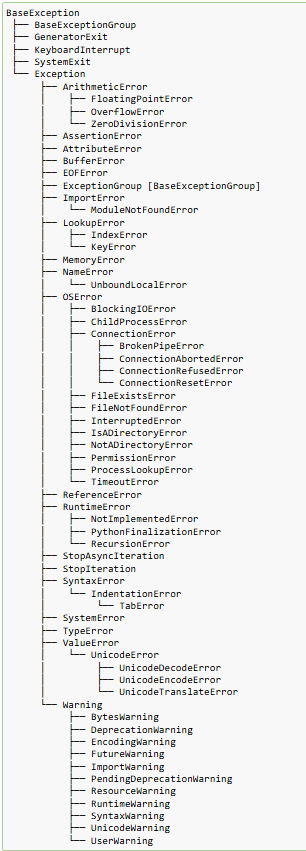 BaseException
├── BaseExceptionGroup
├── GeneratorExit
├── KeyboardInterrupt
├── SystemExit
└── Exception
     ├── ArithmeticError
     │    ├── FloatingPointError
     │    ├── OverflowError
     │    └── ZeroDivisionError
     ├── AssertionError
     ├── AttributeError
     ├── BufferError
     ├── EOFError
     ├── ExceptionGroup [BaseExceptionGroup]
     ├── ImportError
     │    └── ModuleNotFoundError
     ├── LookupError
     │    ├── IndexError
     │    └── KeyError
     ├── MemoryError
     ├── NameError
     │    └── UnboundLocalError
     ├── OSError
     │    ├── BlockingIOError
     │    ├── ChildProcessError
     │    ├── ConnectionError
     │    │    ├── BrokenPipeError
     │    │    ├── ConnectionAbortedError
     │    │    ├── ConnectionRefusedError
     │    │    └── ConnectionResetError
     │    ├── FileExistsError
     │    ├── FileNotFoundError
     │    ├── InterruptedError
     │    ├── IsADirectoryError
     │    ├── NotADirectoryError
     │    ├── PermissionError
     │    ├── ProcessLookupError
     │    └── TimeoutError
     ├── ReferenceError
     ├── RuntimeError
     │    ├── NotImplementedError
     │    ├── PythonFinalizationError
     │    └── RecursionError
     ├── StopAsyncIteration
     ├── StopIteration
     ├── SyntaxError
     │    └── IndentationError
     │         └── TabError
     ├── SystemError
     ├── TypeError
     ├── ValueError
     │    └── UnicodeError
     │         ├── UnicodeDecodeError
     │         ├── UnicodeEncodeError
     │         └── UnicodeTranslateError
     └── Warning
          ├── BytesWarning
          ├── DeprecationWarning
          ├── EncodingWarning
          ├── FutureWarning
          ├── ImportWarning
          ├── PendingDeprecationWarning
          ├── ResourceWarning
          ├── RuntimeWarning
          ├── SyntaxWarning
          ├── UnicodeWarning
          └── UserWarning